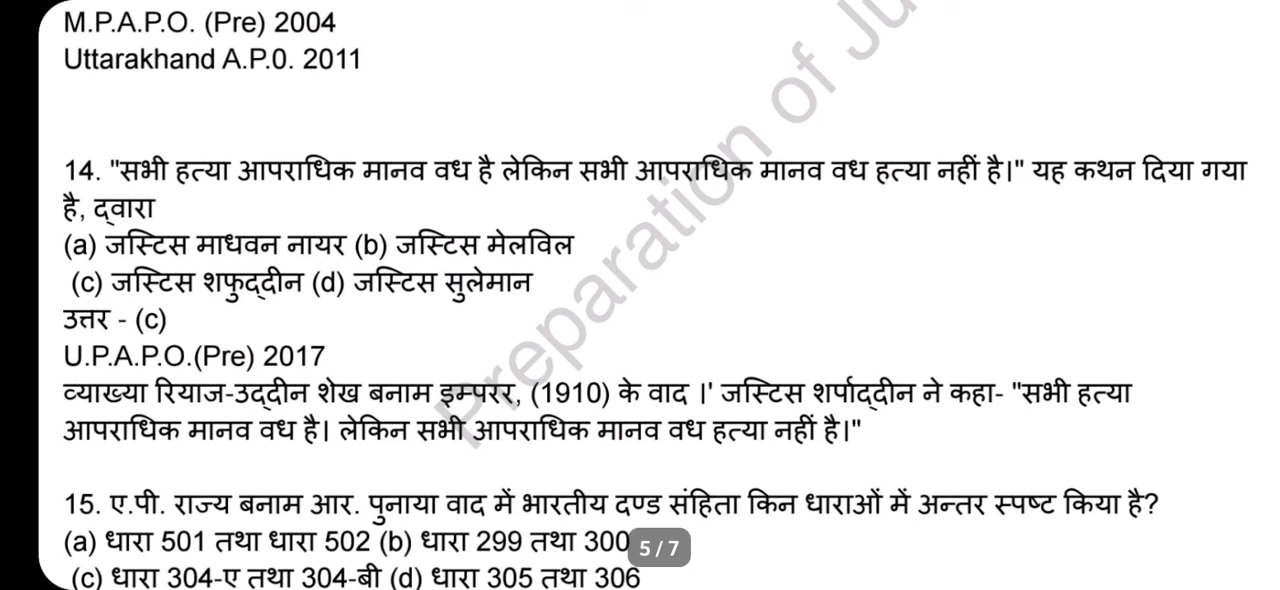 M.P.A.P.O. (Pre) 2004
Uttarakhand A.P.0. 2011
14. "सभी हत्या आपराधिक मानव वध है लेकिन सभी आपराधिक मानव वध हत्या नहीं है।" यह कथन दिया गया
है, द्वारा
(a) जस्टिस माधवन नायर (b) जस्टिस मेलविल
(c) जस्टिस शफुद्दीन (d) जस्टिस सुलेमान
उत्तर - (c)
U.P.A.P.O.(Pre) 2017
व्याख्या रियाज-उद्दीन शेख बनाम इम्परर, (1910) के वाद ।' जस्टिस शर्पाद्दीन ने कहा- "सभी हत्या
आपराधिक मानव वध है। लेकिन सभी आपराधिक मानव वध हत्या नहीं है।"
15. ए.पी. राज्य बनाम आर. पुनाया वाद में भारतीय दण्ड संहिता किन धाराओं में अन्तर स्पष्ट किया है?
(a) धारा 501 तथा धारा 502 (b) धारा 299 तथा 300
5/7
(c) धारा 304-ए तथा 304-बी (d) धारा 305 तथा 306
Preparation of Ju